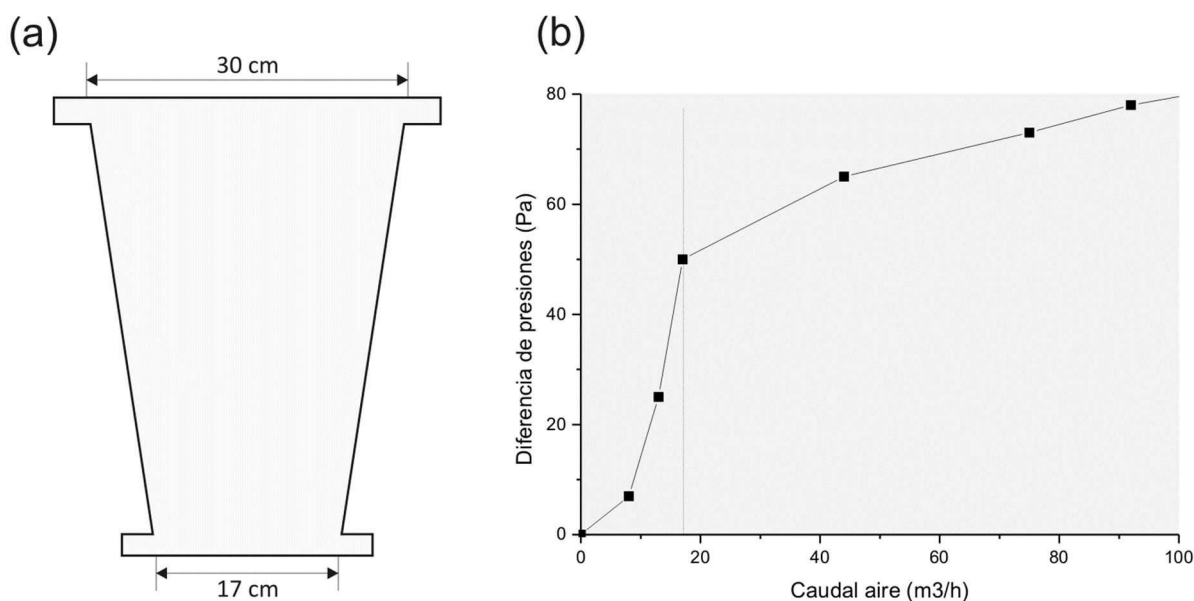 (a)
30 cm
17 cm
(b)
80
60
40
20
0
Diferencia de presiones (Pa)
0 20 40 60 80 100
Caudal aire (m3/h)